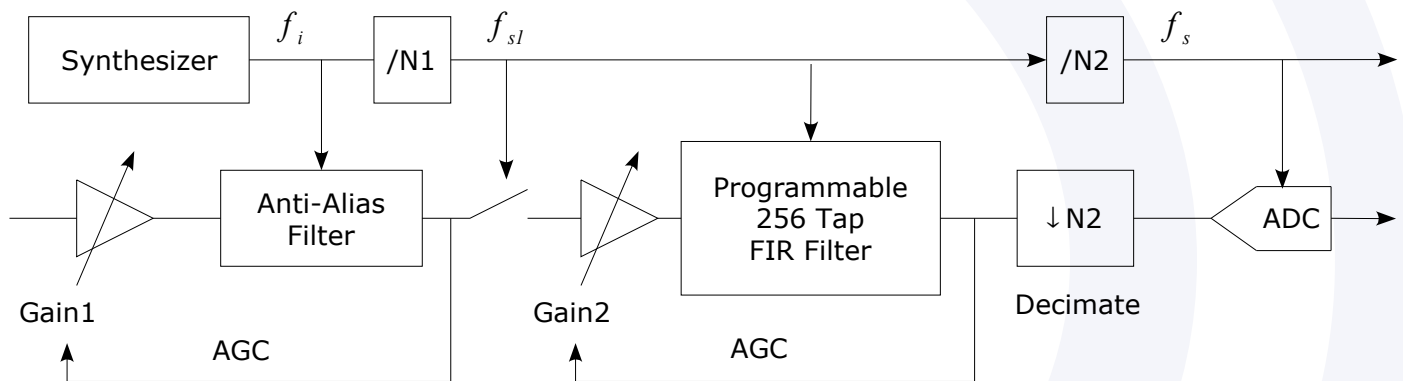 f_i
f_sl
f_s
Synthesizer
/N1
/N2
Anti-Alias
Filter
Programmable
256 Tap
FIR Filter
↓N2
ADC
Gain1
Gain2
Decimate
AGC
AGC